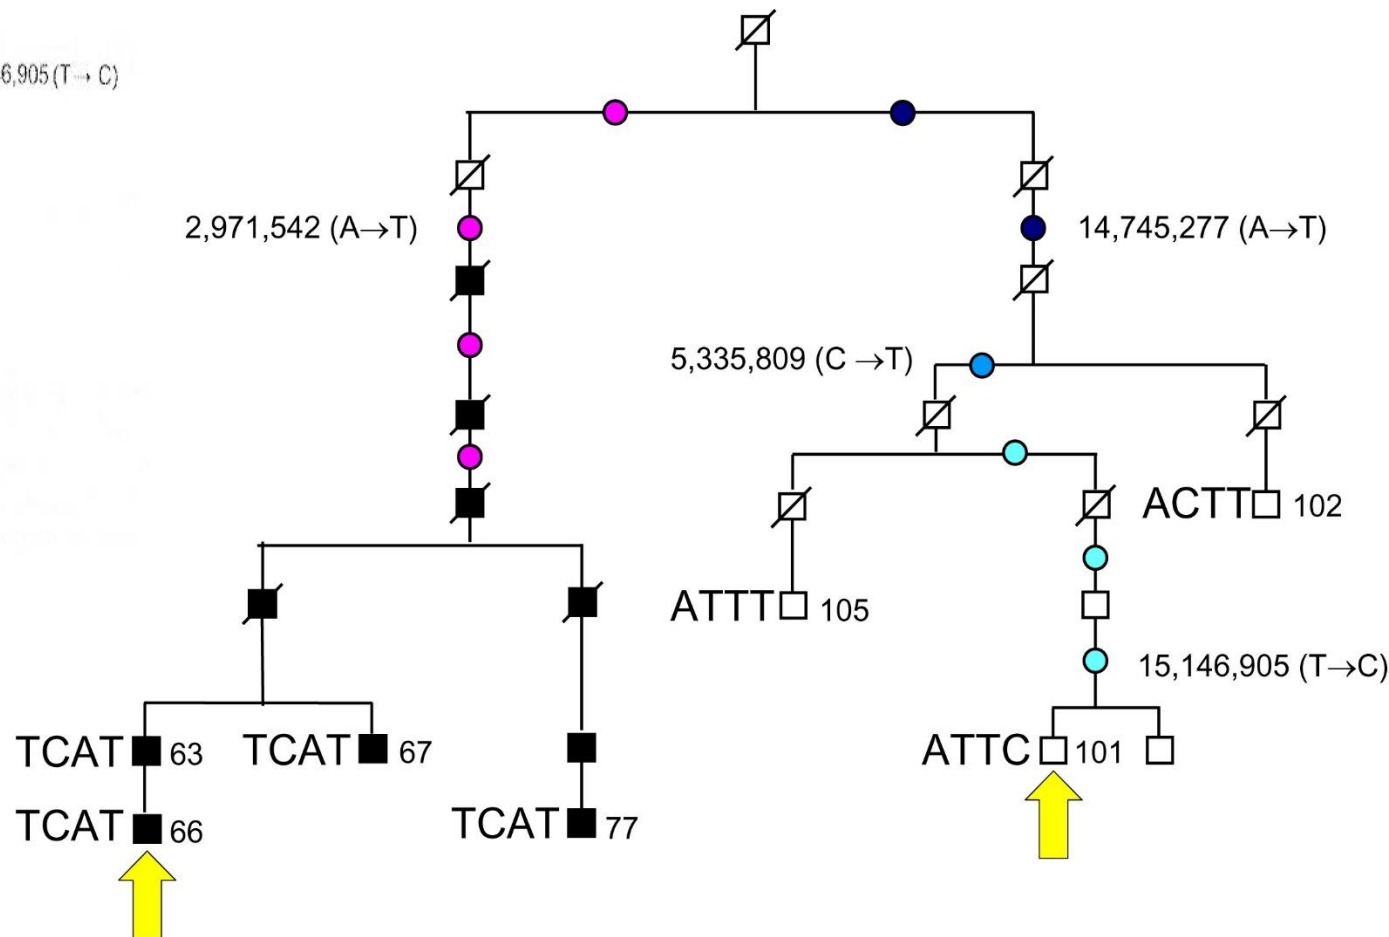 6,905 (T→ C)
2,971,542 (A→T)
14,745,277 (A→T)
5,335,809 (C →T)
ACTT 102
ATTT 105
15,146,905 (T→C)
TCAT 63
TCAT 67
ATTC 101
TCAT 66
TCAT 77